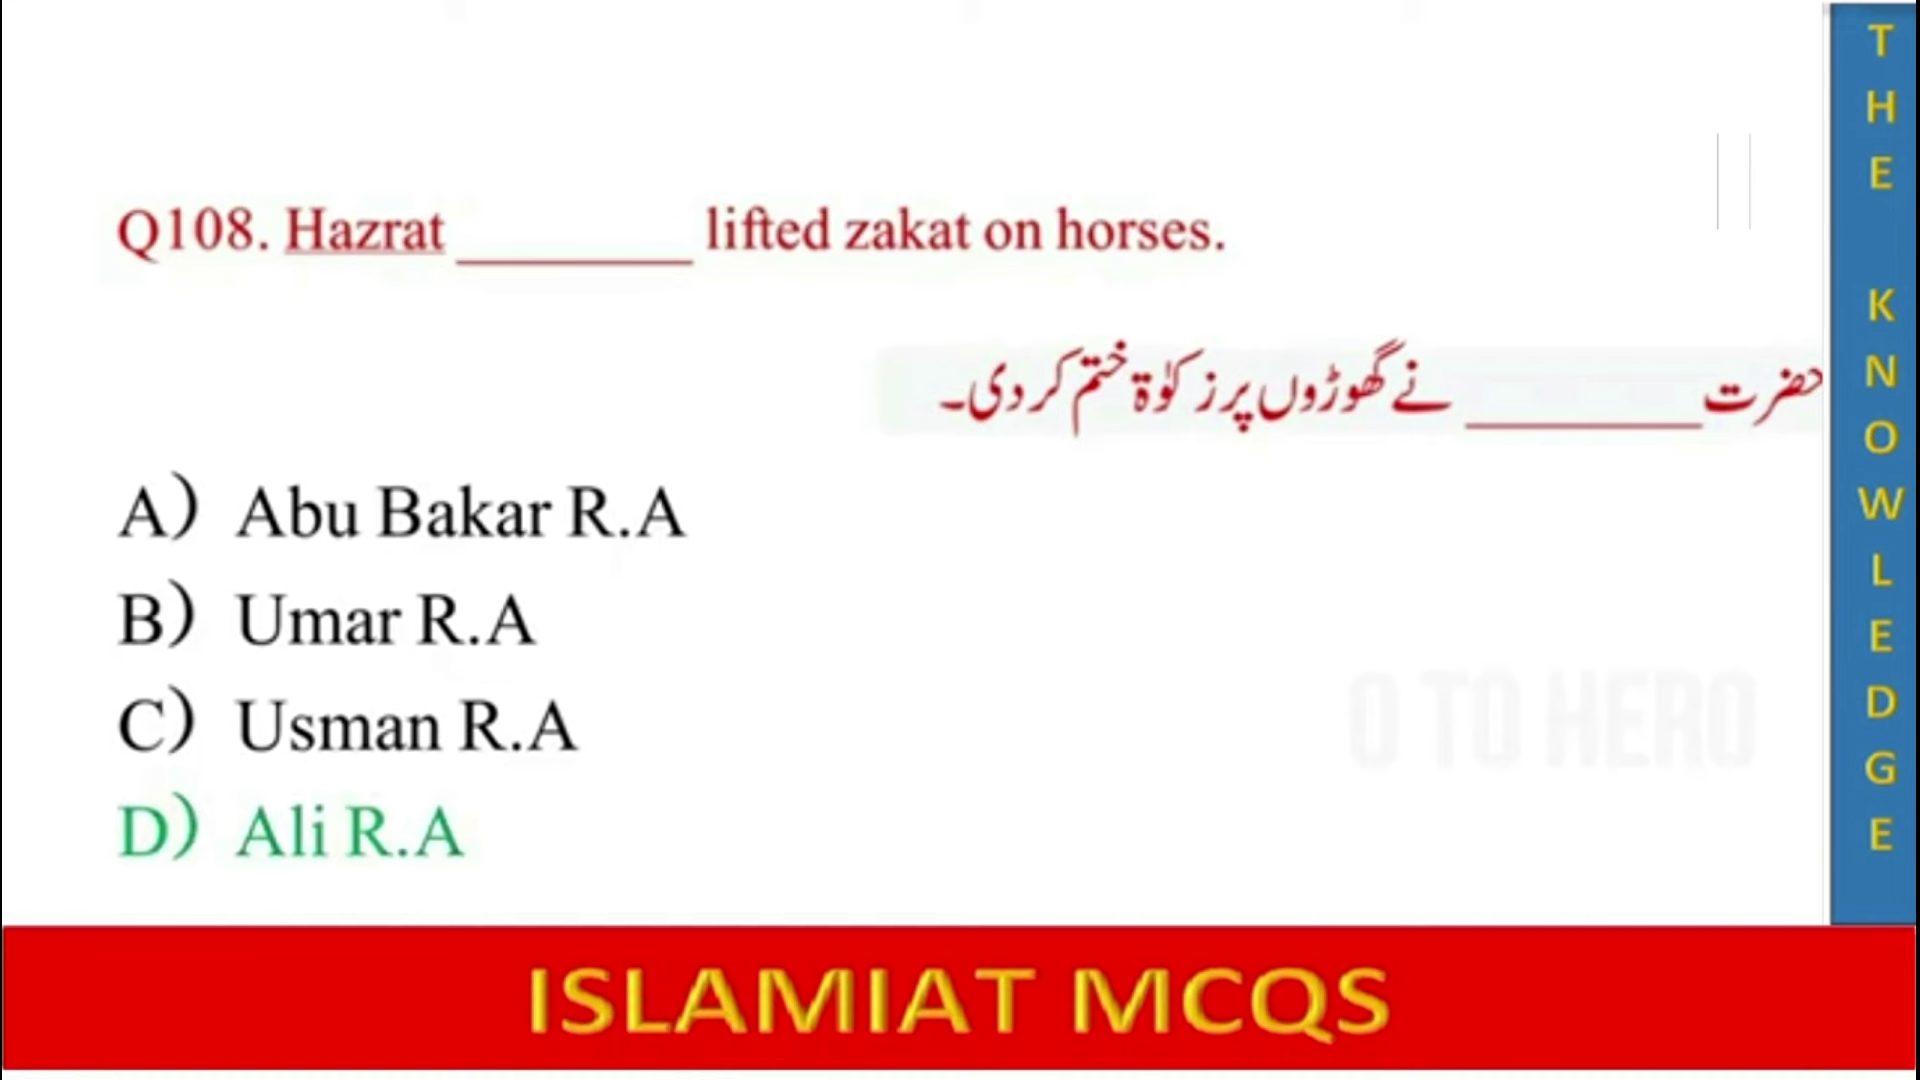 Q108. Hazrat ________ lifted zakat on horses.
حضرت ________ نے گھوڑوں پر زکوٰۃ ختم کر دی۔
A) Abu Bakar R.A
B) Umar R.A
C) Usman R.A
D) Ali R.A
0 TO HERO
ISLAMIAT MCQS
THE KNOWLEDGE